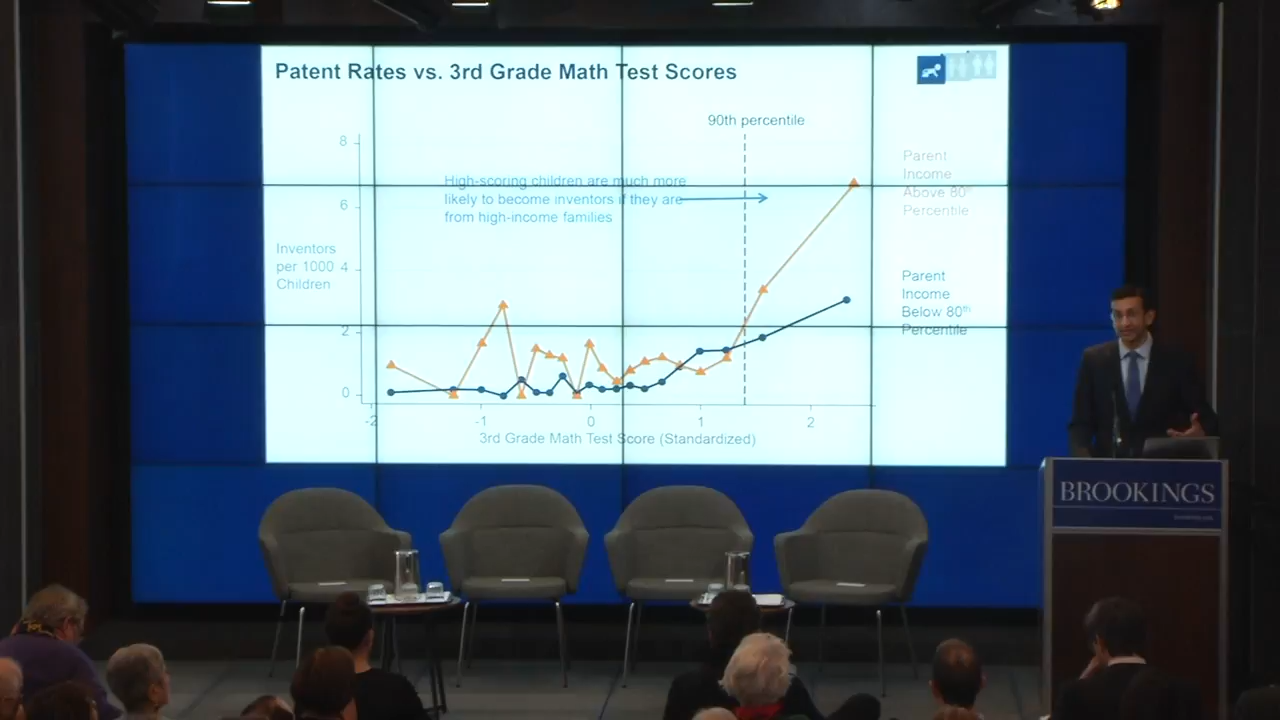 Patent Rates vs. 3rd Grade Math Test Scores
90th percentile
8
6
4
2
0
Inventors
per 1000
Children
High-scoring children are much more
likely to become inventors if they are
from high-income families
-2
-1
0
1
2
3rd Grade Math Test Score (Standardized)
Parent
Income
Above 80th
Percentile
Parent
Income
Below 80th
Percentile
BROOKINGS